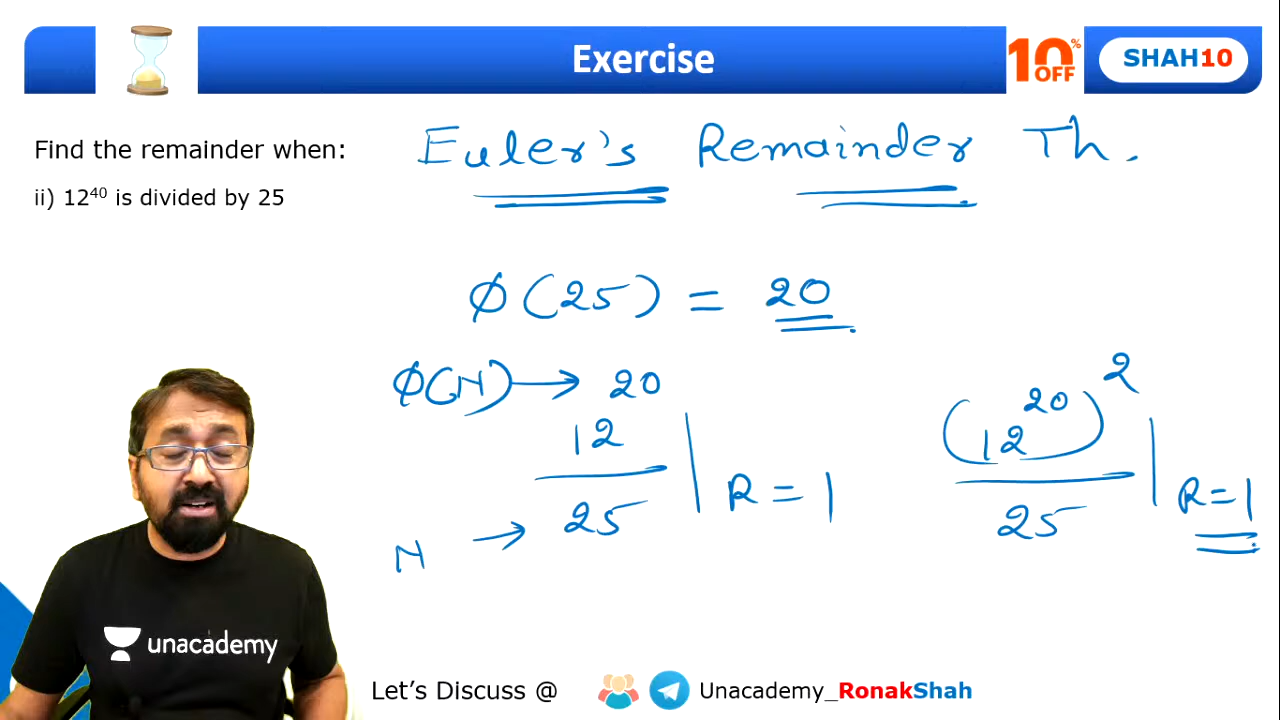 Exercise
10% OFF
SHAH10
Find the remainder when:
ii) 12⁴⁰ is divided by 25
Euler's Remainder Th.
ϕ(25) = 20
ϕ(N) → 20
12
25
R = 1
N →
(12²⁰)²
25
R = 1
unacademy
Let's Discuss @
Unacademy_RonakShah